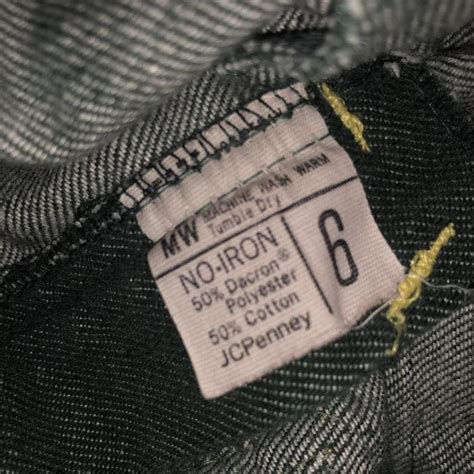 MW MACHINE WASH WARM
Tumble Dry
NO-IRON
50% Dacron®
Polyester
50% Cotton
JCPenney
6